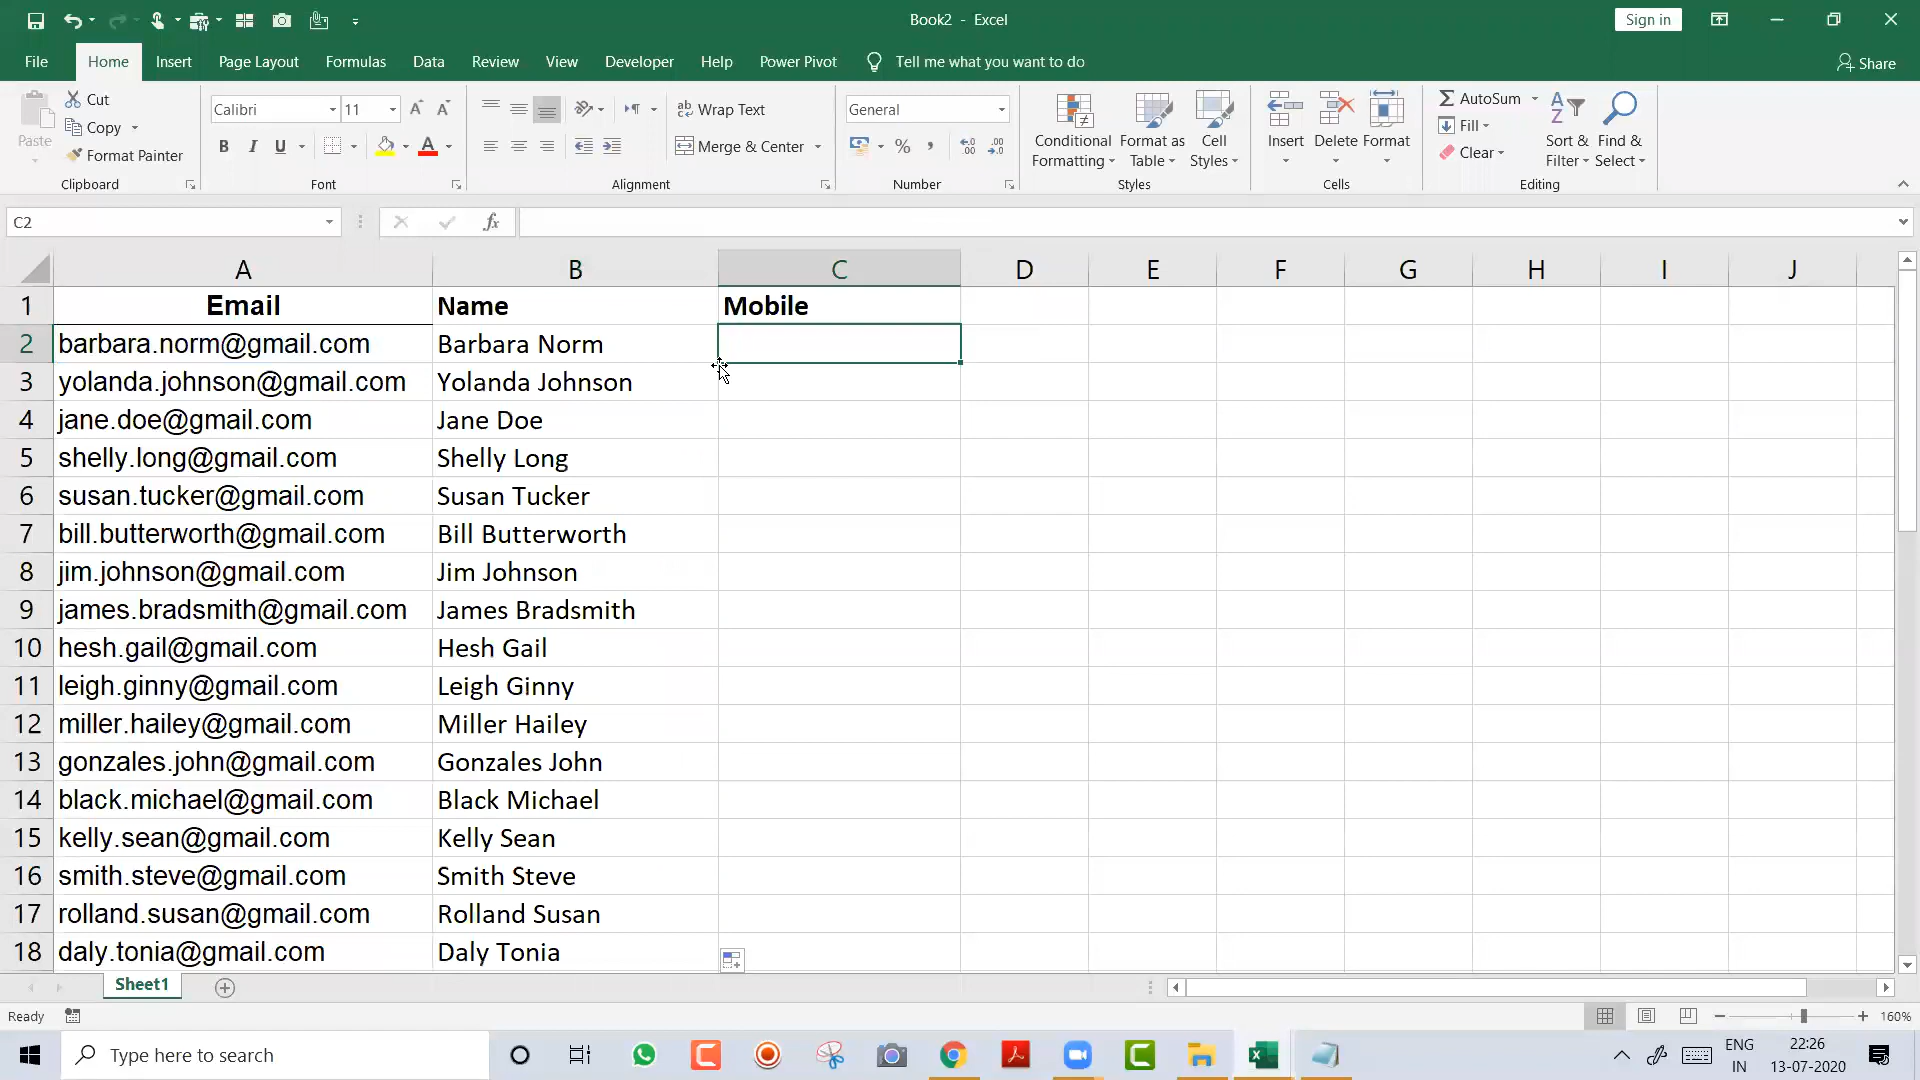 Book2 - Excel
Sign in
File Home Insert Page Layout Formulas Data Review View Developer Help Power Pivot Tell me what you want to do Share
Paste
Cut
Copy
Format Painter
Clipboard
Calibri 11
B I U
Font
Wrap Text
Merge & Center
Alignment
General
%
Number
Conditional Formatting
Format as Table
Cell Styles
Styles
Insert Delete Format
Cells
AutoSum
Fill
Clear
Sort & Filter
Find & Select
Editing
C2
fx
A B C D E F G H I J
1 Email Name Mobile
2 barbara.norm@gmail.com Barbara Norm
3 yolanda.johnson@gmail.com Yolanda Johnson
4 jane.doe@gmail.com Jane Doe
5 shelly.long@gmail.com Shelly Long
6 susan.tucker@gmail.com Susan Tucker
7 bill.butterworth@gmail.com Bill Butterworth
8 jim.johnson@gmail.com Jim Johnson
9 james.bradsmith@gmail.com James Bradsmith
10 hesh.gail@gmail.com Hesh Gail
11 leigh.ginny@gmail.com Leigh Ginny
12 miller.hailey@gmail.com Miller Hailey
13 gonzales.john@gmail.com Gonzales John
14 black.michael@gmail.com Black Michael
15 kelly.sean@gmail.com Kelly Sean
16 smith.steve@gmail.com Smith Steve
17 rolland.susan@gmail.com Rolland Susan
18 daly.tonia@gmail.com Daly Tonia
Sheet1
Ready
160%
Type here to search
ENG
IN
22:26
13-07-2020